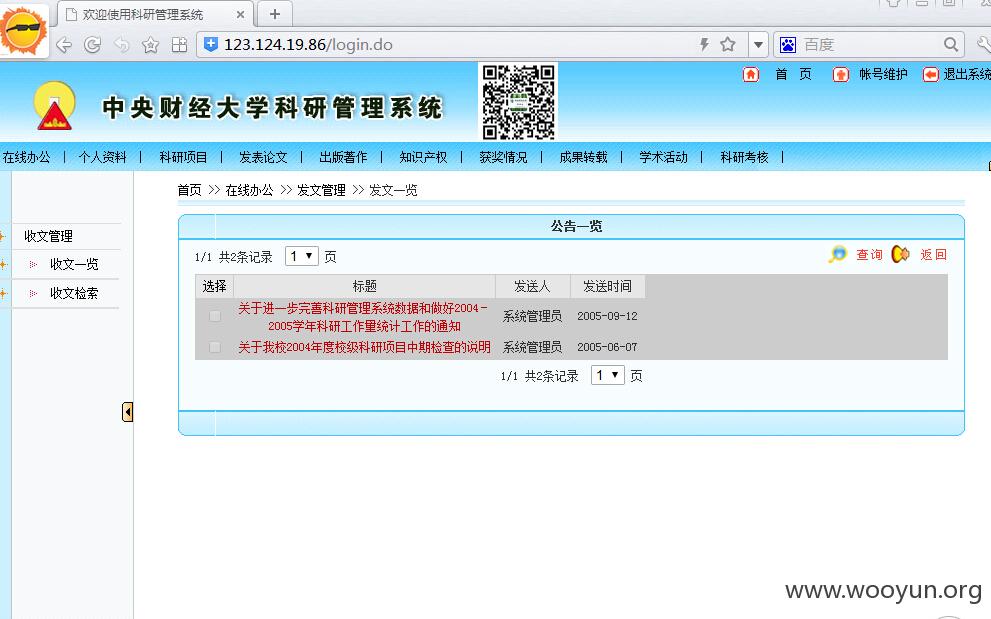 欢迎使用科研管理系统
123.124.19.86/login.do
百度
首 页 帐号维护 退出系统
中央财经大学科研管理系统
在线办公 | 个人资料 | 科研项目 | 发表论文 | 出版著作 | 知识产权 | 获奖情况 | 成果转载 | 学术活动 | 科研考核 |
首页 >> 在线办公 >> 发文管理 >> 发文一览
收文管理
收文一览
收文检索
公告一览
1/1 共2条记录 1 页
查询 返回
选择 标题 发送人 发送时间
关于进一步完善科研管理系统数据和做好2004-
2005学年科研工作量统计工作的通知 系统管理员 2005-09-12
关于我校2004年度校级科研项目中期检查的说明 系统管理员 2005-06-07
1/1 共2条记录 1 页
www.wooyun.org